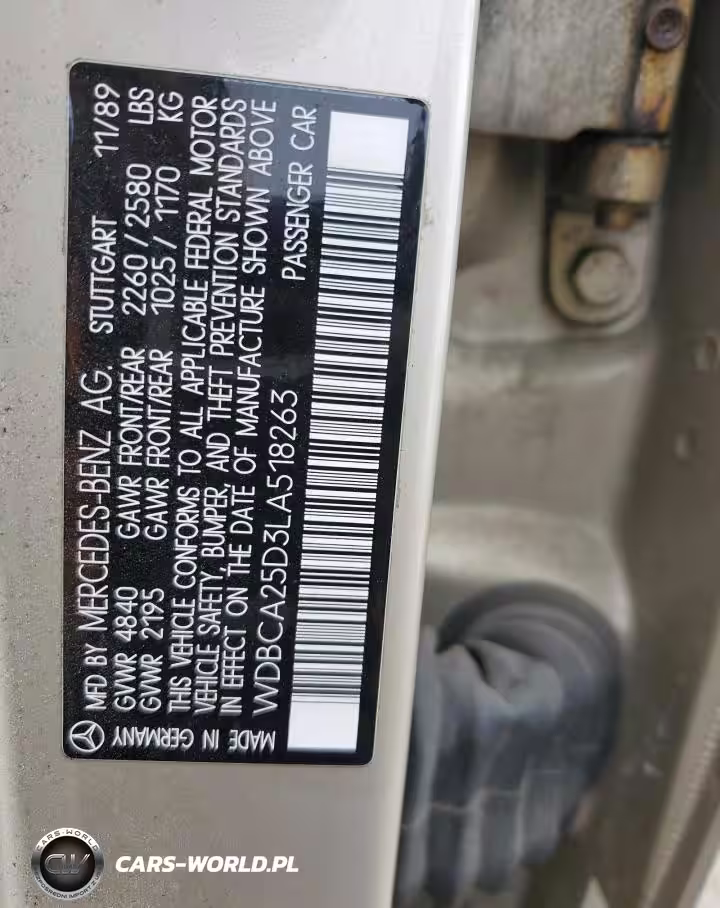 MFD BY MERCEDES-BENZ AG. STUTTGART 11/89
GVWR 4840 GAWR FRONT/REAR 2260 / 2580 LBS
GVWR 2195 GAWR FRONT/REAR 1025 / 1170 KG
THIS VEHICLE CONFORMS TO ALL APPLICABLE FEDERAL MOTOR
VEHICLE SAFETY, BUMPER, AND THEFT PREVENTION STANDARDS
IN EFFECT ON THE DATE OF MANUFACTURE SHOWN ABOVE
WDBCA25D3LA518263 PASSENGER CAR
MADE IN GERMANY
CARS-WORLD
CW
CARS-WORLD.PL